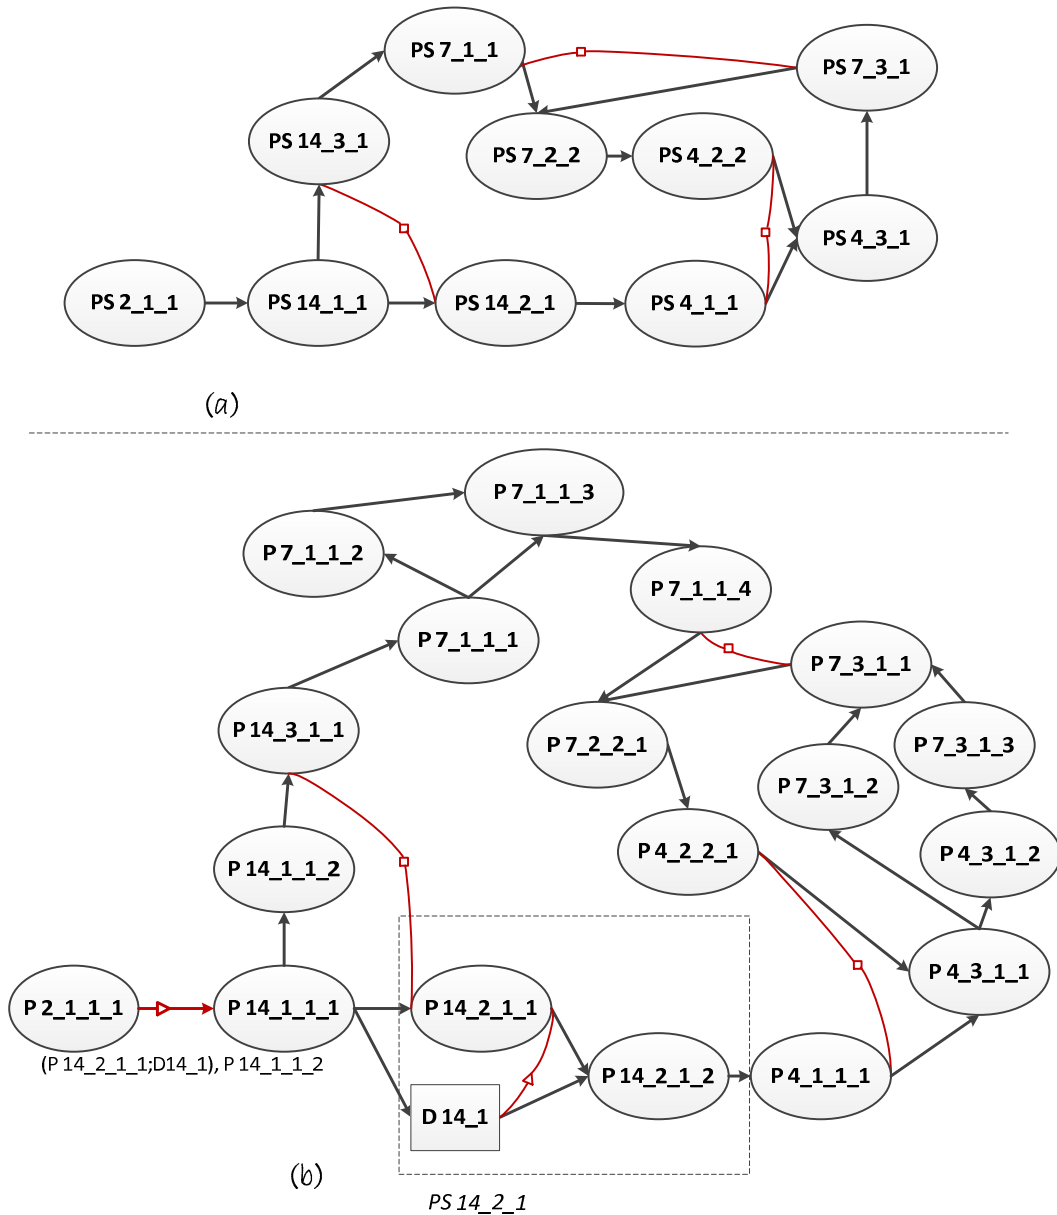 PS 7_1_1
PS 7_3_1
PS 14_3_1
PS 7_2_2
PS 4_2_2
PS 4_3_1
PS 2_1_1
PS 14_1_1
PS 14_2_1
PS 4_1_1
(a)
P 7_1_1_3
P 7_1_1_2
P 7_1_1_4
P 7_1_1_1
P 7_3_1_1
P 14_3_1_1
P 7_2_2_1
P 7_3_1_3
P 7_3_1_2
P 4_2_2_1
P 4_3_1_2
P 14_1_1_2
P 4_3_1_1
P 2_1_1_1
P 14_1_1_1
P 14_2_1_1
(P 14_2_1_1;D14_1), P 14_1_1_2
P 14_2_1_2
P 4_1_1_1
D 14_1
(b)
PS 14_2_1